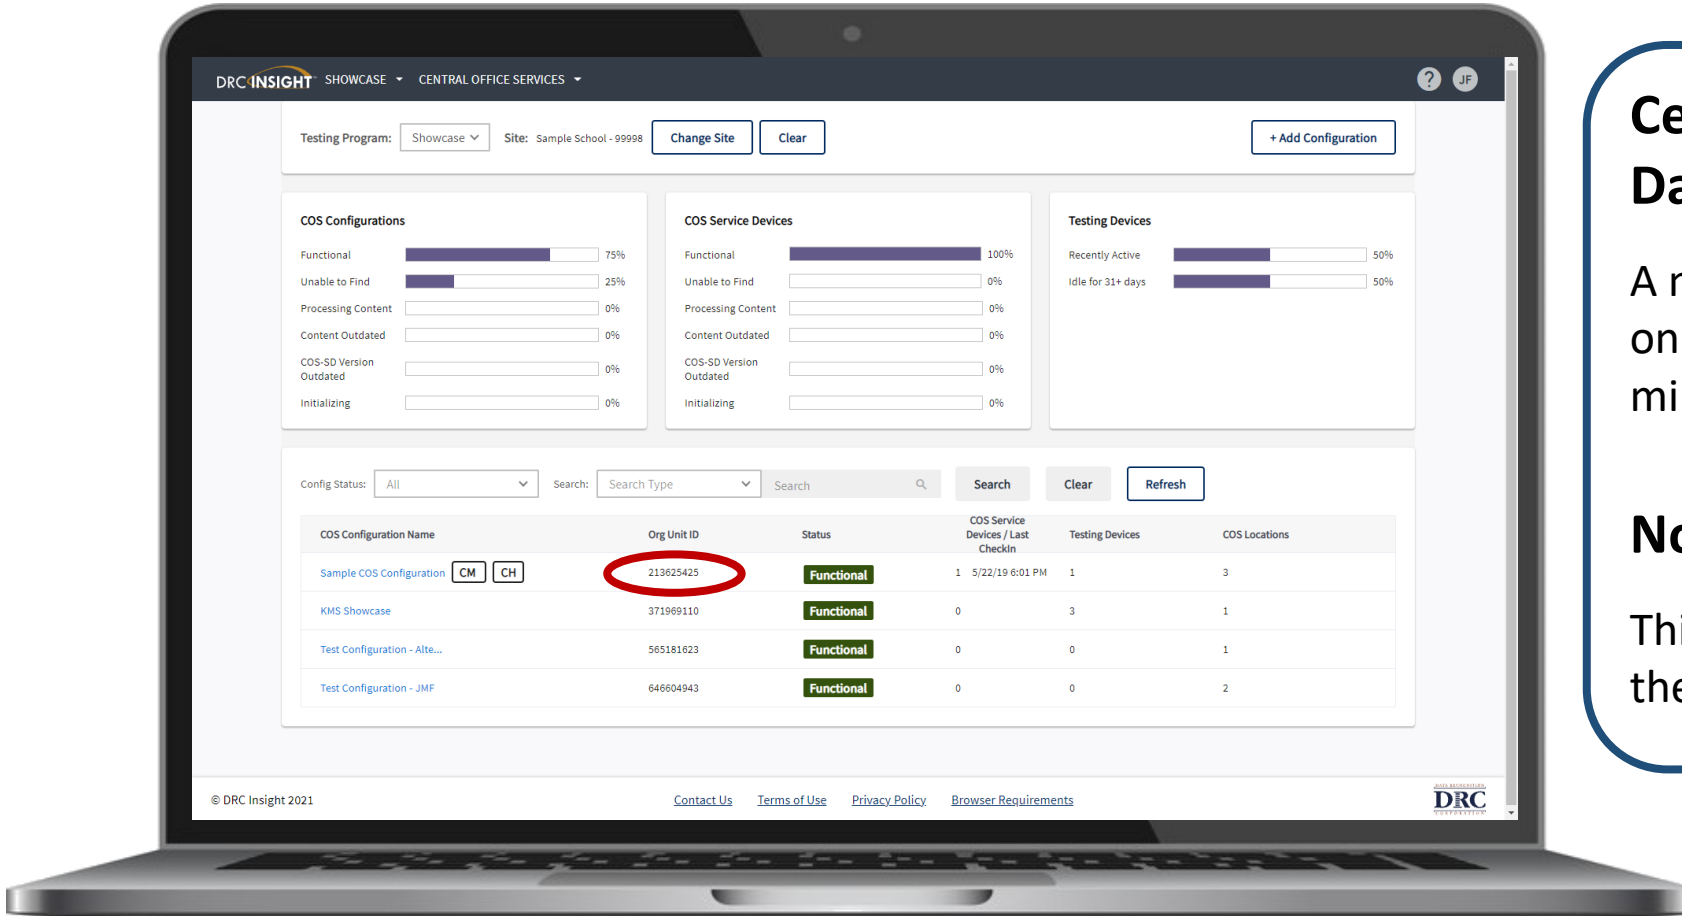 DRC INSIGHT SHOWCASE CENTRAL OFFICE SERVICES ? JF
Testing Program: Showcase Site: Sample School - 99998 Change Site Clear + Add Configuration
COS Configurations
Functional 75%
Unable to Find 25%
Processing Content 0%
Content Outdated 0%
COS-SD Version
Outdated 0%
Initializing 0%
COS Service Devices
Functional 100%
Unable to Find 0%
Processing Content 0%
Content Outdated 0%
COS-SD Version
Outdated 0%
Initializing 0%
Testing Devices
Recently Active 50%
Idle for 31+ days 50%
Config Status: All Search: Search Type Search Search Clear Refresh
COS Configuration Name Org Unit ID Status COS Service Devices / Last CheckIn Testing Devices COS Locations
Sample COS Configuration CM CH 213625425 Functional 1 5/22/19 6:01 PM 1 3
KMS Showcase 371969110 Functional 0 3 1
Test Configuration - Alte... 565181623 Functional 0 0 1
Test Configuration - JMF 646604943 Functional 0 0 2
© DRC Insight 2021 Contact Us Terms of Use Privacy Policy Browser Requirements DRC
Ce
Da
A
on
mi
No
Thi
the